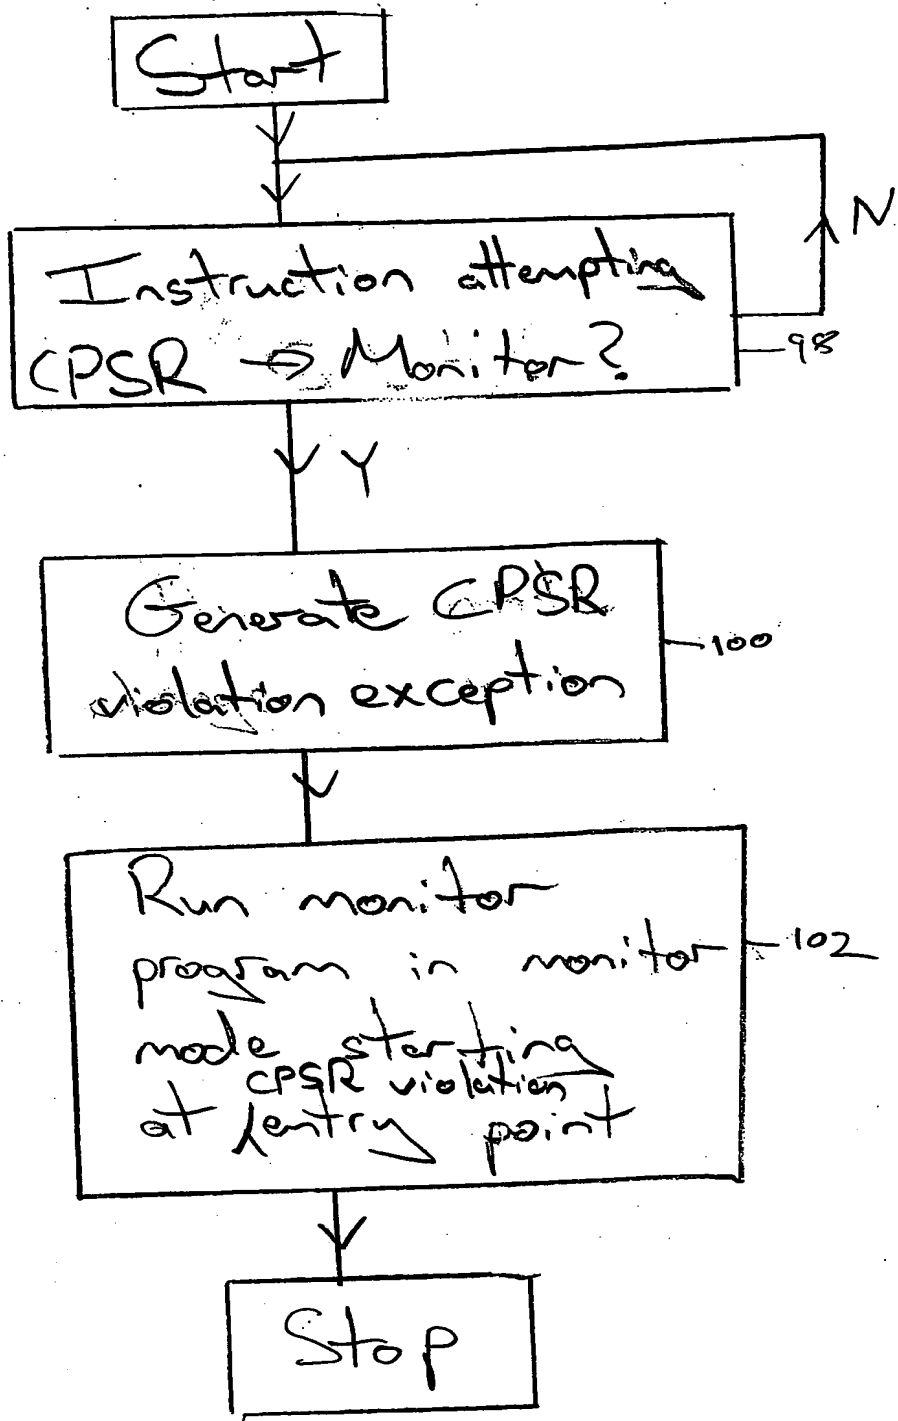 Start
N
Instruction attempting
CPSR → Monitor?
98
Y
Generate CPSR
violation exception
100
Run monitor
program in monitor
102
mode starting
CPSR violation
at entry point
Stop